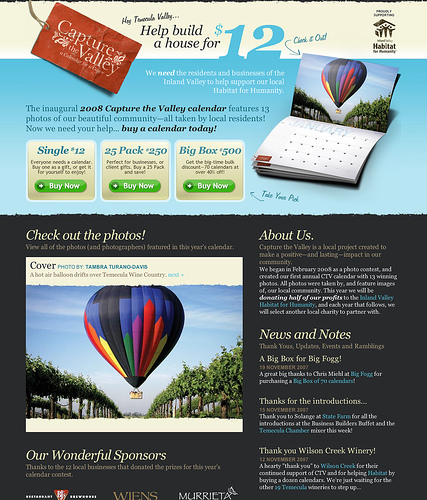 Hey Temecula Valley...
Help build
a house for $12
Check it Out!
PROUDLY
SUPPORTING
Habitat
for Humanity
Capture
the Valley
We need the residents and businesses of the
Inland Valley to help support our local
Habitat for Humanity.
The inaugural 2008 Capture the Valley calendar features 13
photos of our beautiful community—all taken by local residents!
Now we need your help... buy a calendar today!
JANUARY
Single $12
Everyone needs a calendar.
Buy one as a gift, or get it
for yourself to enjoy!
Buy Now
25 Pack $250
Perfect for businesses, or
client gifts. Buy a 25 Pack
and save!
Buy Now
Big Box $500
Get the big-time bulk
discount—70 calendars at
over 40% off!
Buy Now
Take Your Pick
Check out the photos!
View all of the photos (and photographers) featured in this year's calendar.
Cover PHOTO BY: TAMBRA TURANO-DAVIS
A hot air balloon drifts over Temecula Wine Country. next »
Our Wonderful Sponsors
Thanks to the 12 local businesses that donated the prizes for this year's
calendar contest.
WIENS
MURRIETA
About Us.
Capture the Valley is a local project created to
make a positive—and lasting—impact in our
community.
We began in February 2008 as a photo contest, and
created our first annual CTV calendar with 13 winning
photos. All photos were taken by, and feature images
of, our local community. This year we will be
donating half of our profits to the Inland Valley
Habitat for Humanity, and each year that follows, we
will select another local charity to partner with.
News and Notes
Thank Yous, Updates, Events and Ramblings
A Big Box for Big Fogg!
19 NOVEMBER 2007
A great big thanks to Chris Miehl at Big Fogg for
purchasing a Big Box of 70 calendars!
Thanks for the introductions...
15 NOVEMBER 2007
Thank you to Solange at State Farm for all the
introductions at the Business Builders Buffet and the
Temecula Chamber mixer this week!
Thank you Wilson Creek Winery!
12 NOVEMBER 2007
A hearty "thank you" to Wilson Creek for their
continued support of CTV and for helping Habitat by
buying a dozen calendars. We're just waiting for the
other 19 Temecula wineries to step up...